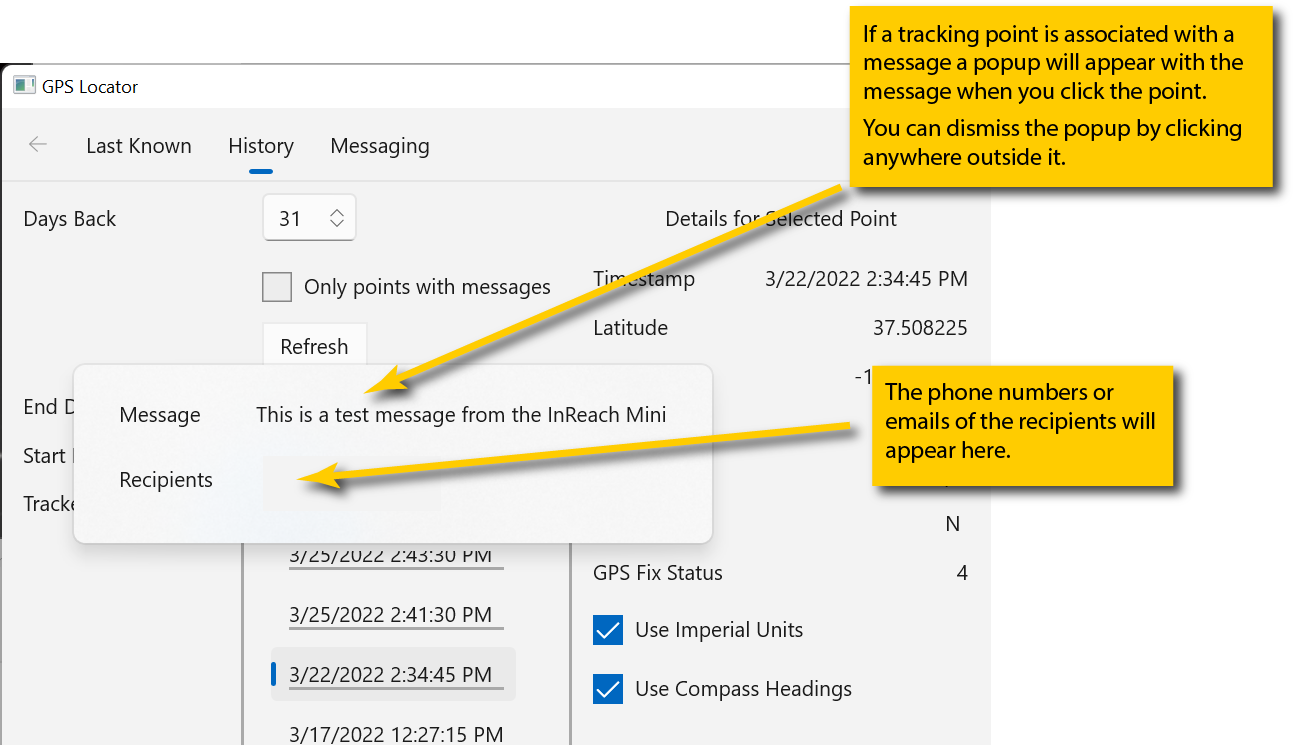 If a tracking point is associated with a
message a popup will appear with the
message when you click the point.
You can dismiss the popup by clicking
anywhere outside it.
GPS Locator
Last Known
History
Messaging
Days Back
31
Details for Selected Point
Only points with messages
Timestamp
3/22/2022 2:34:45 PM
Latitude
37.508225
Refresh
-1
The phone numbers or
emails of the recipients will
appear here.
End D
Message
This is a test message from the InReach Mini
Start
Recipients
Tracke
N
3/25/2022 2:43:30 PM
GPS Fix Status
4
3/25/2022 2:41:30 PM
Use Imperial Units
3/22/2022 2:34:45 PM
Use Compass Headings
3/17/2022 12:27:15 PM